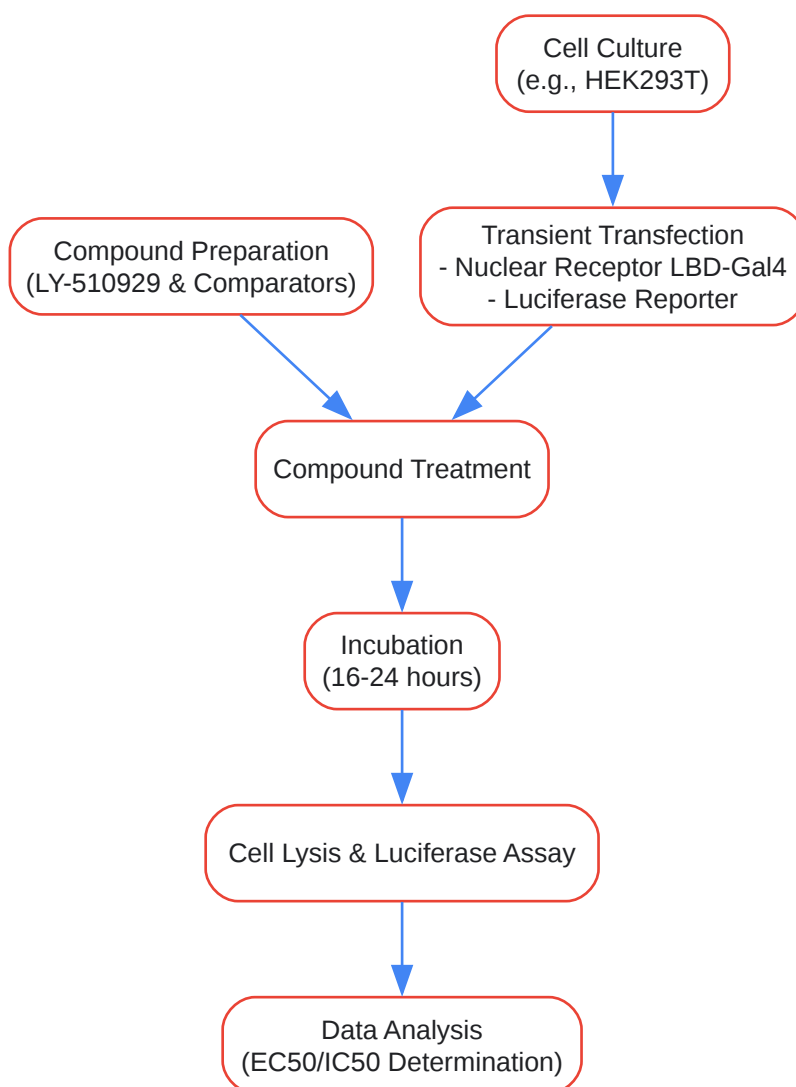 Cell Culture
(e.g., HEK293T)
Compound Preparation
(LY-510929 & Comparators)
Transient Transfection
- Nuclear Receptor LBD-Gal4
- Luciferase Reporter
Compound Treatment
Incubation
(16-24 hours)
Cell Lysis & Luciferase Assay
Data Analysis
(EC50/IC50 Determination)